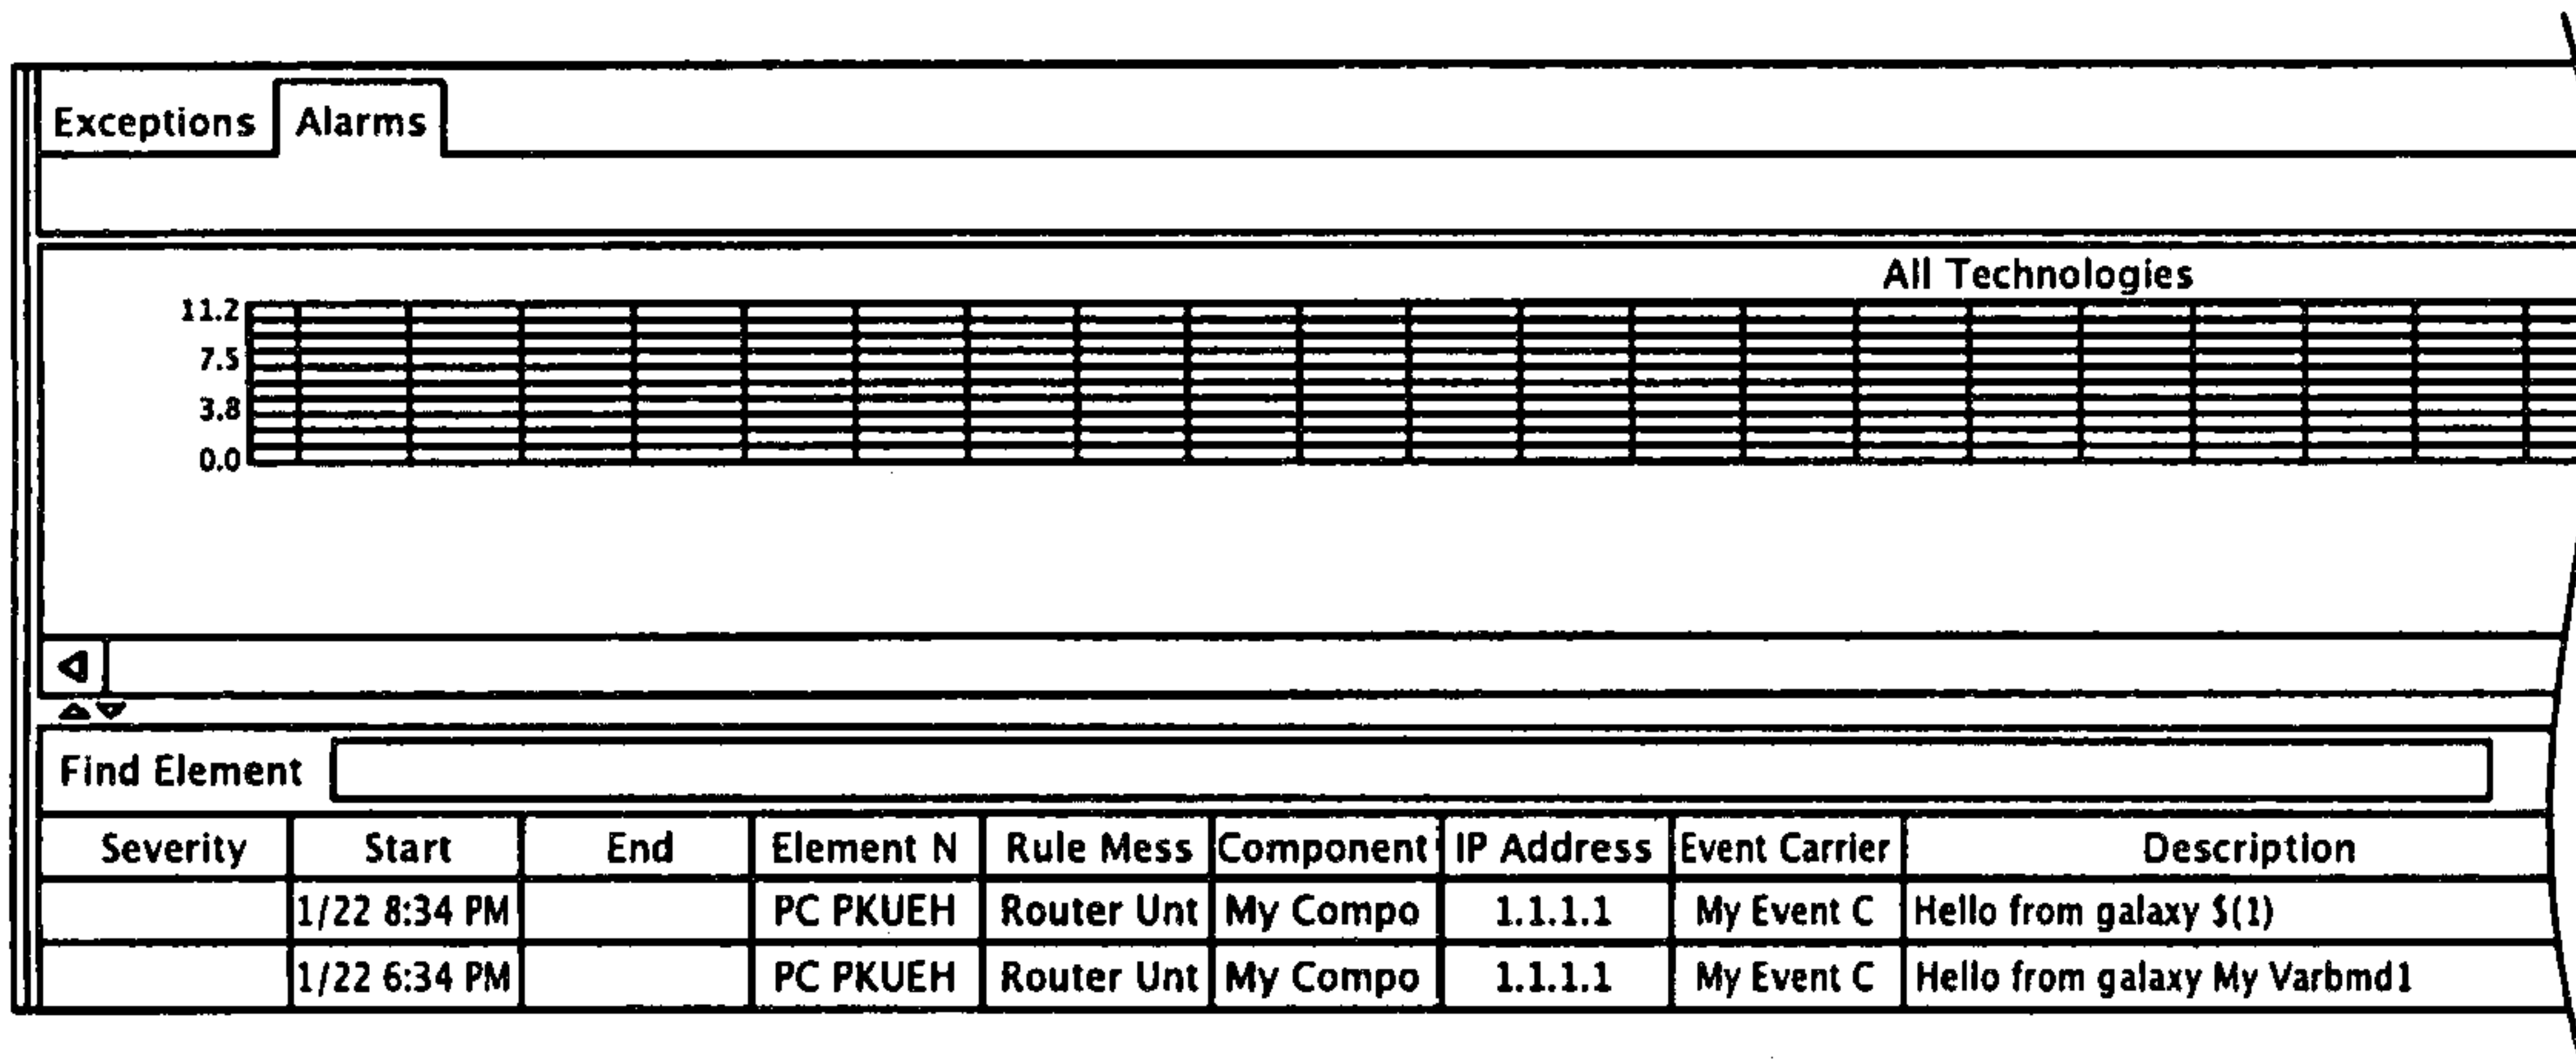 Exceptions Alarms
All Technologies
11.2
7.5
3.8
0.0
Find Element
Severity Start End Element N Rule Mess Component IP Address Event Carrier Description
1/22 8:34 PM PC PKUEH Router Unt My Compo 1.1.1.1 My Event C Hello from galaxy $(1)
1/22 6:34 PM PC PKUEH Router Unt My Compo 1.1.1.1 My Event C Hello from galaxy My Varbmd1